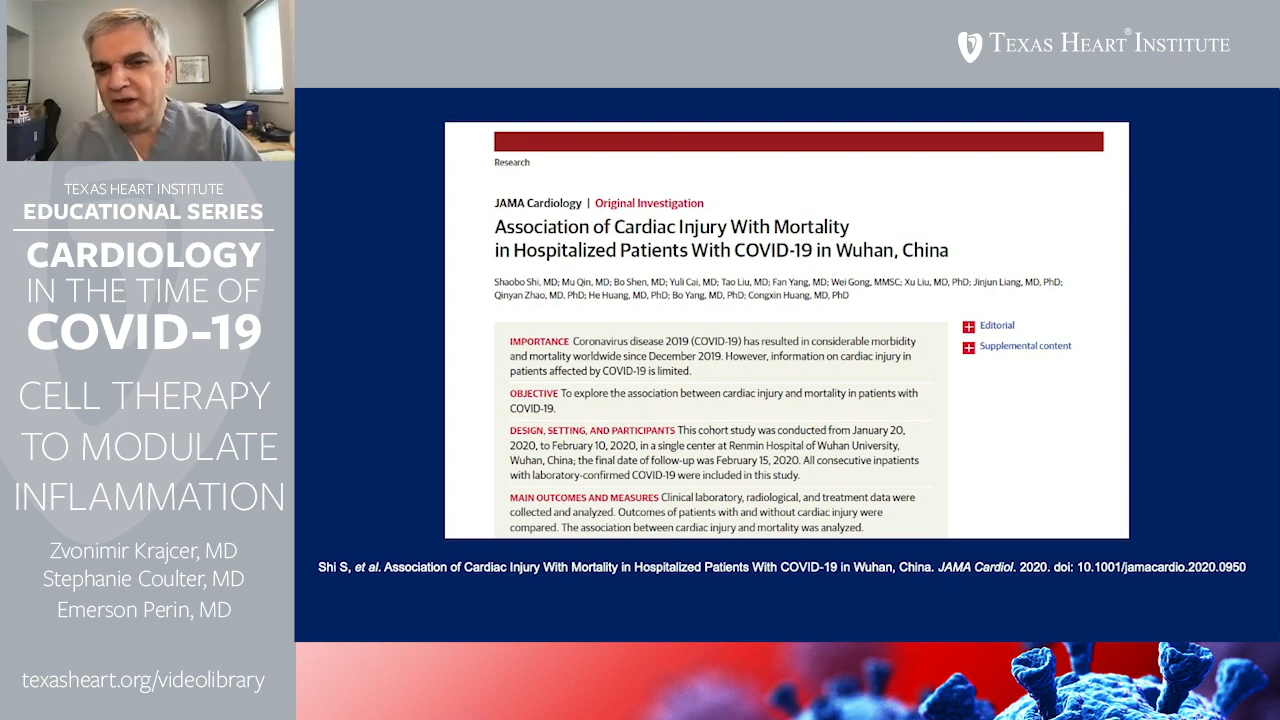 TEXAS HEART® INSTITUTE
TEXAS HEART INSTITUTE
EDUCATIONAL SERIES
CARDIOLOGY
IN THE TIME OF
COVID-19
CELL THERAPY
TO MODULATE
INFLAMMATION
Zvonimir Krajcer, MD
Stephanie Coulter, MD
Emerson Perin, MD
texasheart.org/videolibrary
Research
JAMA Cardiology | Original Investigation
Association of Cardiac Injury With Mortality
in Hospitalized Patients With COVID-19 in Wuhan, China
Shaobo Shi, MD; Mu Qin, MD; Bo Shen, MD; Yuli Cai, MD; Tao Liu, MD; Fan Yang, MD; Wei Gong, MMSC; Xu Liu, MD, PhD; Jinjun Liang, MD, PhD;
Qinyan Zhao, MD, PhD; He Huang, MD, PhD; Bo Yang, MD, PhD; Congxin Huang, MD, PhD
IMPORTANCE Coronavirus disease 2019 (COVID-19) has resulted in considerable morbidity
and mortality worldwide since December 2019. However, information on cardiac injury in
patients affected by COVID-19 is limited.
OBJECTIVE To explore the association between cardiac injury and mortality in patients with
COVID-19.
DESIGN, SETTING, AND PARTICIPANTS This cohort study was conducted from January 20,
2020, to February 10, 2020, in a single center at Renmin Hospital of Wuhan University,
Wuhan, China; the final date of follow-up was February 15, 2020. All consecutive inpatients
with laboratory-confirmed COVID-19 were included in this study.
MAIN OUTCOMES AND MEASURES Clinical laboratory, radiological, and treatment data were
collected and analyzed. Outcomes of patients with and without cardiac injury were
compared. The association between cardiac injury and mortality was analyzed.
Editorial
Supplemental content
Shi S, et al. Association of Cardiac Injury With Mortality in Hospitalized Patients With COVID-19 in Wuhan, China. JAMA Cardiol. 2020. doi: 10.1001/jamacardio.2020.0950